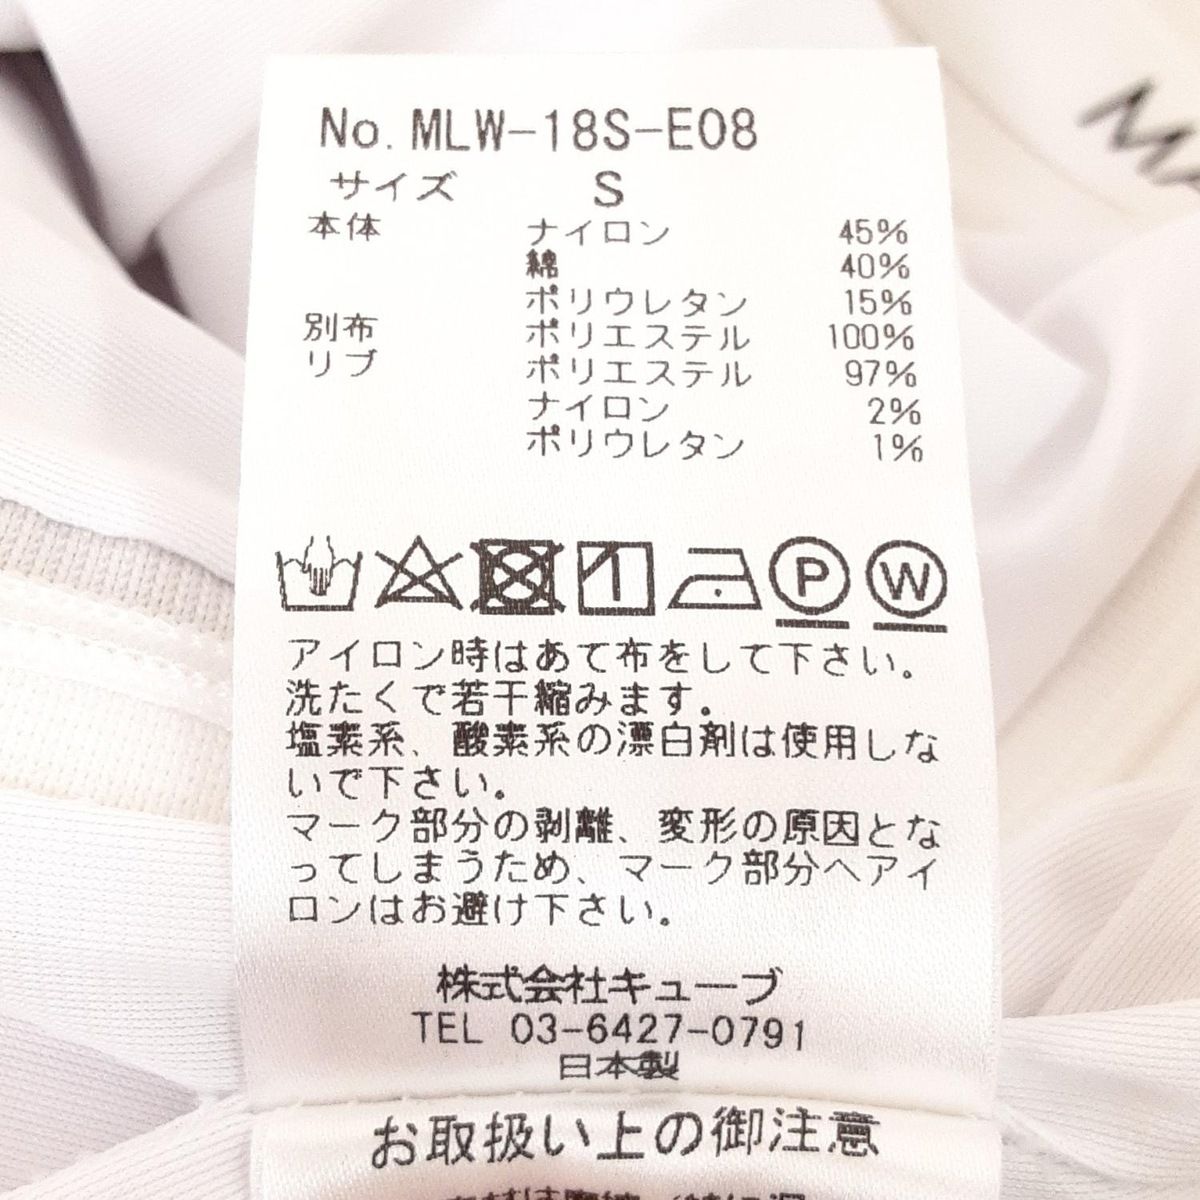 No. MLW-18S-E08
サイズ S
本体 ナイロン 45%
綿 40%
ポリウレタン 15%
別布 ポリエステル 100%
リブ ポリエステル 97%
ナイロン 2%
ポリウレタン 1%
1 P W
アイロン時はあて布をして下さい。
洗たくで若干縮みます。
塩素系、酸素系の漂白剤は使用しな
いで下さい。
マーク部分の剥離、変形の原因とな
ってしまうため、マーク部分へアイ
ロンはお避け下さい。
株式会社キューブ
TEL 03-6427-0791
日本製
お取扱い上の御注意